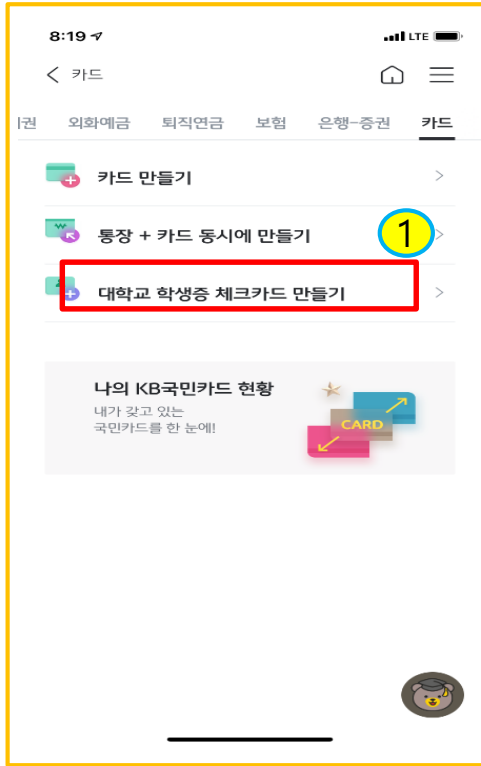 8:19 LTE
카드
외화예금 퇴직연금 보험 은행-증권 카드
카드 만들기
통장 + 카드 동시에 만들기 1
대학교 학생증 체크카드 만들기
나의 KB국민카드 현황
내가 갖고 있는
국민카드를 한 눈에!
CARD